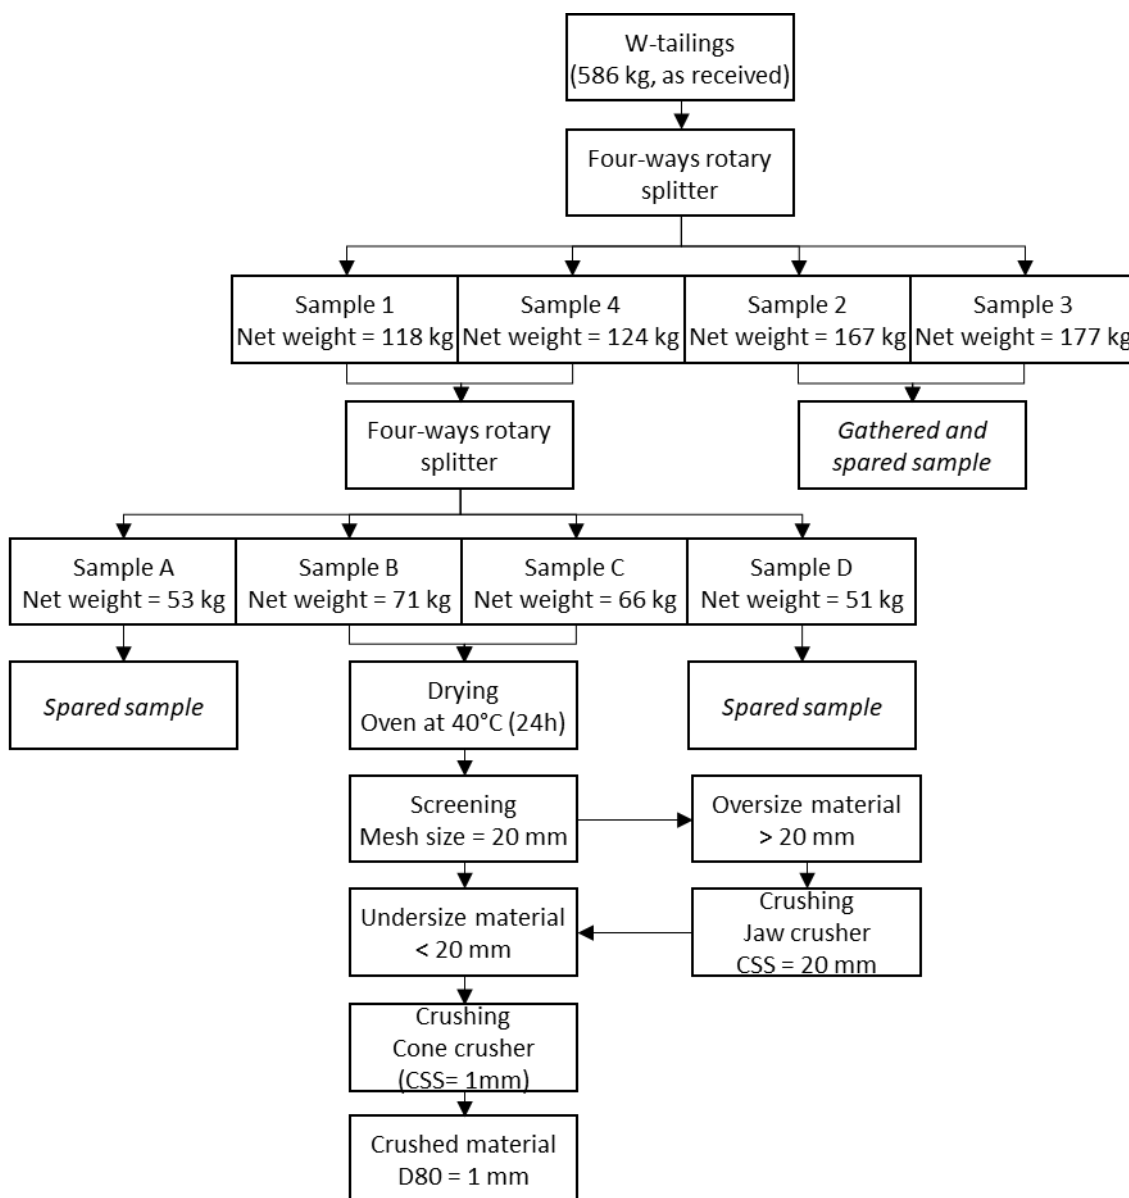 W-tailings
(586 kg, as received)
Four-ways rotary
splitter
Sample 1
Net weight = 118 kg
Sample 4
Net weight = 124 kg
Sample 2
Net weight = 167 kg
Sample 3
Net weight = 177 kg
Four-ways rotary
splitter
Gathered and
spared sample
Sample A
Net weight = 53 kg
Sample B
Net weight = 71 kg
Sample C
Net weight = 66 kg
Sample D
Net weight = 51 kg
Spared sample
Drying
Oven at 40°C (24h)
Spared sample
Screening
Mesh size = 20 mm
Oversize material
> 20 mm
Undersize material
< 20 mm
Crushing
Jaw crusher
CSS = 20 mm
Crushing
Cone crusher
(CSS= 1mm)
Crushed material
D80 = 1 mm